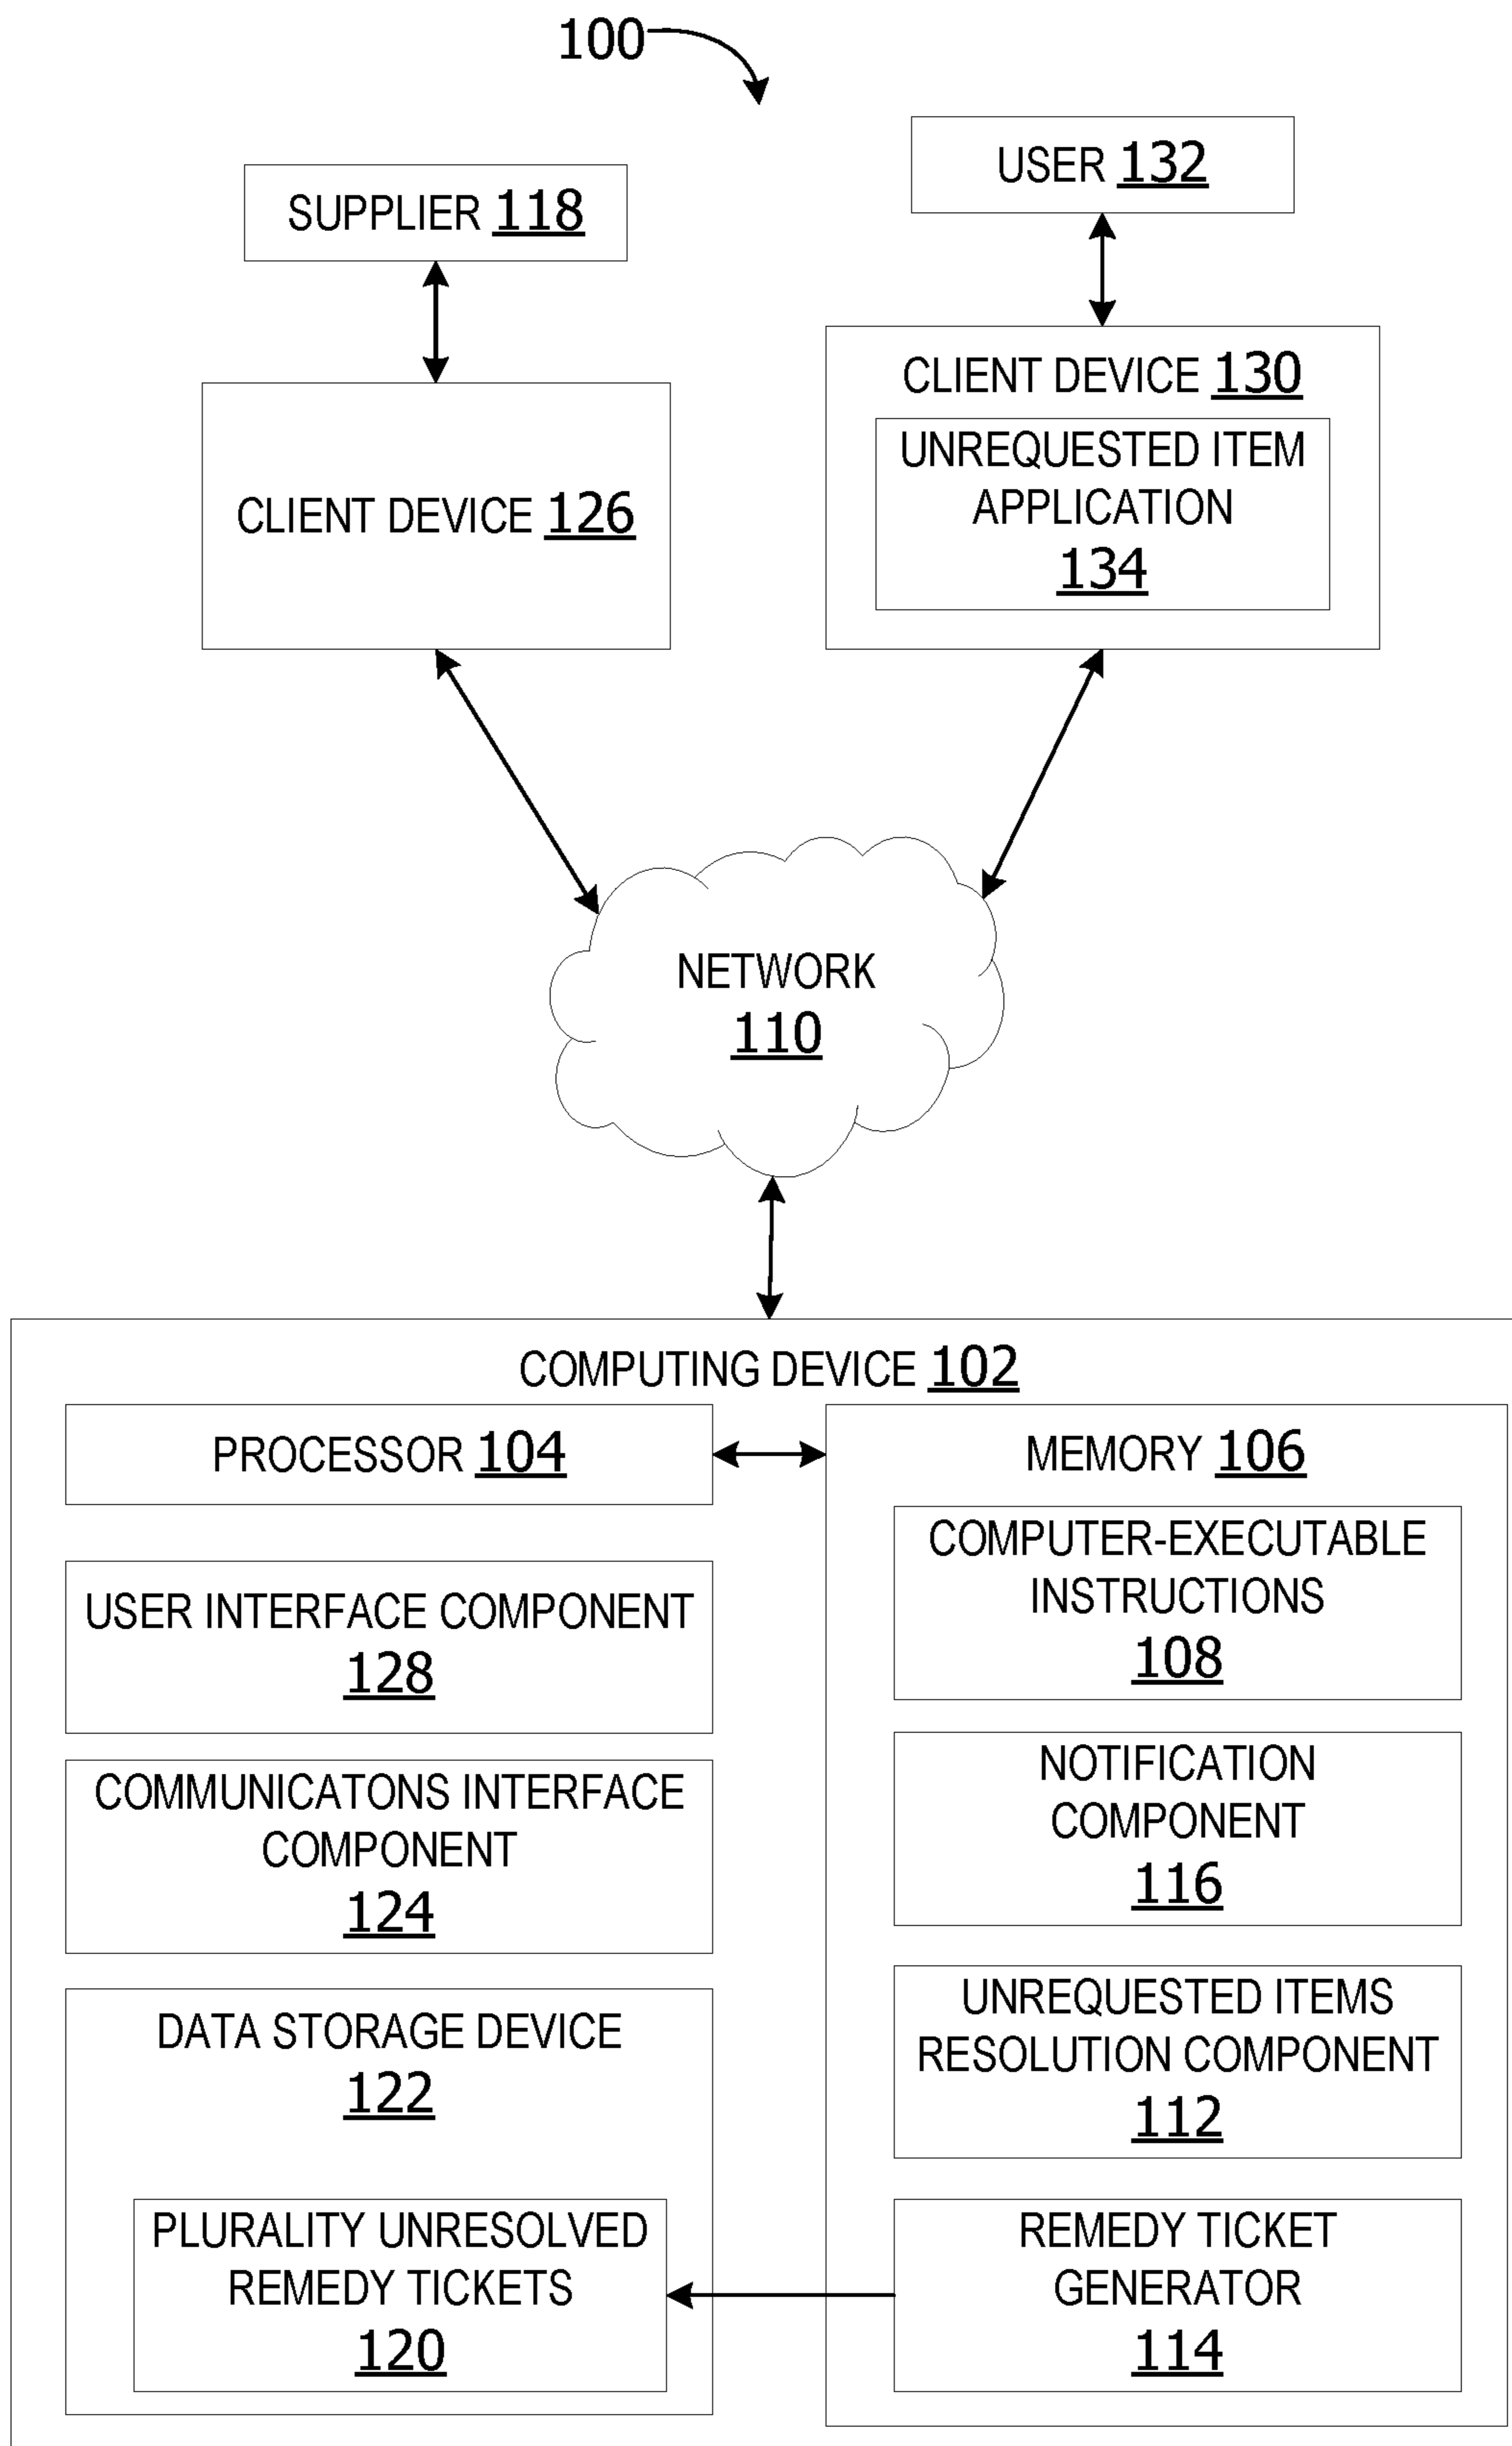 100
USER 132
SUPPLIER 118
CLIENT DEVICE 130
UNREQUESTED ITEM
APPLICATION
134
CLIENT DEVICE 126
NETWORK
110
COMPUTING DEVICE 102
PROCESSOR 104
USER INTERFACE COMPONENT
128
COMMUNICATONS INTERFACE
COMPONENT
124
DATA STORAGE DEVICE
122
PLURALITY UNRESOLVED
REMEDY TICKETS
120
MEMORY 106
COMPUTER-EXECUTABLE
INSTRUCTIONS
108
NOTIFICATION
COMPONENT
116
UNREQUESTED ITEMS
RESOLUTION COMPONENT
112
REMEDY TICKET
GENERATOR
114